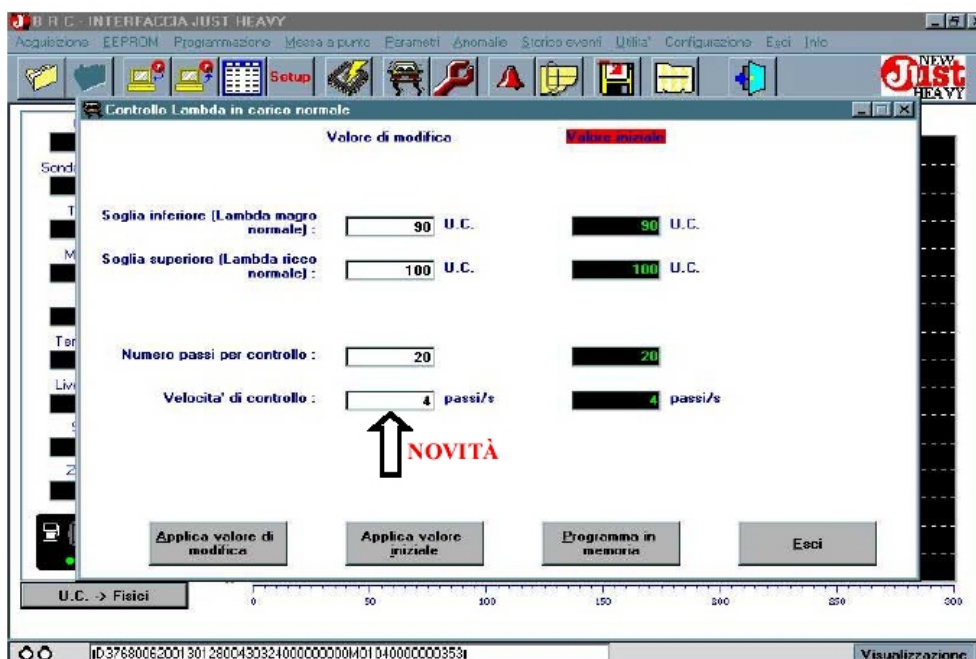 B R C - INTERFACCIA JUST HEAVY
Acquisizione EEPROM Programmazione Messa a punto Parametri Anomalie Storico eventi Utilita' Configurazione Esci Info
Setup
NEW
Just
HEAVY
Controllo Lambda in carico normale
Valore di modifica Valore iniziale
Soglia inferiore (Lambda magro
normale) : 90 U.C. 90 U.C.
Soglia superiore (Lambda ricco
normale) : 100 U.C. 100 U.C.
Numero passi per controllo : 20 20
Velocita' di controllo : 4 passi/s 4 passi/s
NOVITÀ
Applica valore di
modifica
Applica valore
iniziale
Programma in
memoria
Esci
U.C. -> Fisici
0 50 100 150 200 250 300
Visualizzazione